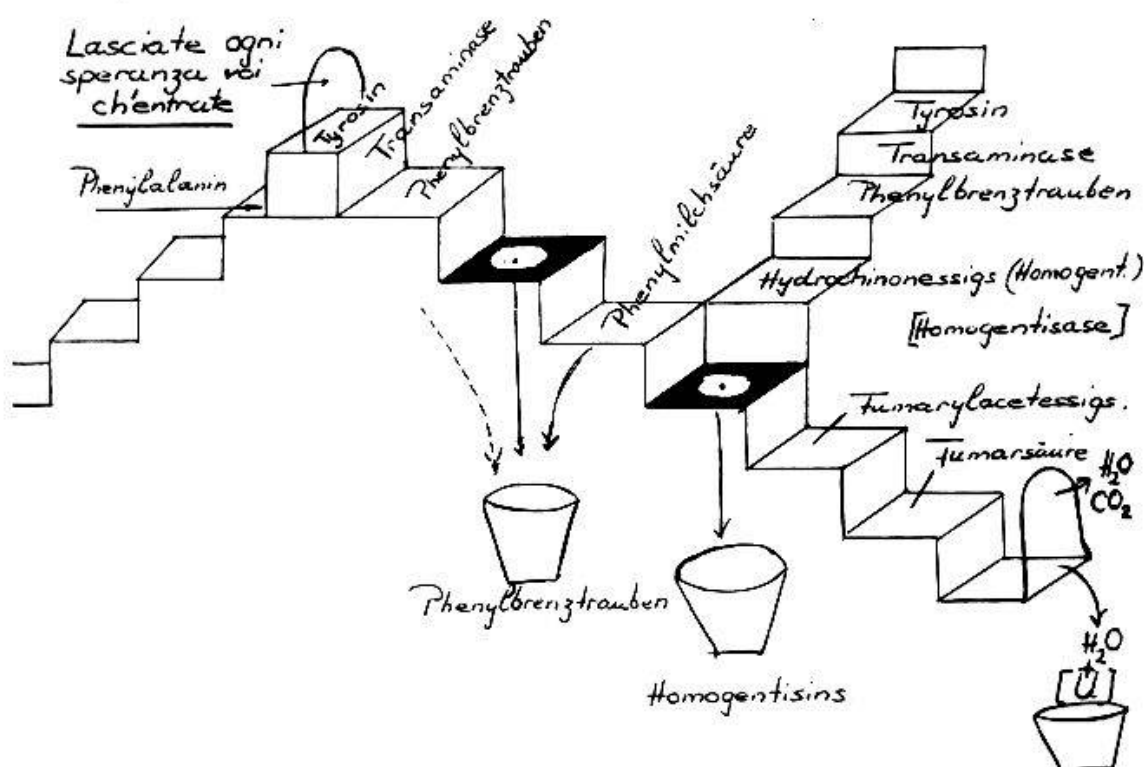 Lasciate ogni
speranza voi
ch'entrate
Phenylalanin
Tyrosin
Transaminase
Phenylbrenztrauben
Phenylmilchsäure
Tyrosin
Transaminase
Phenylbrenztrauben
Hydrochinonessigs (Homogent.)
[Homogentisase]
Fumarylacetessigs.
Fumarsäure
H₂O
CO₂
Phenylbrenztrauben
Homogentisins
H₂O
+
[Ü]